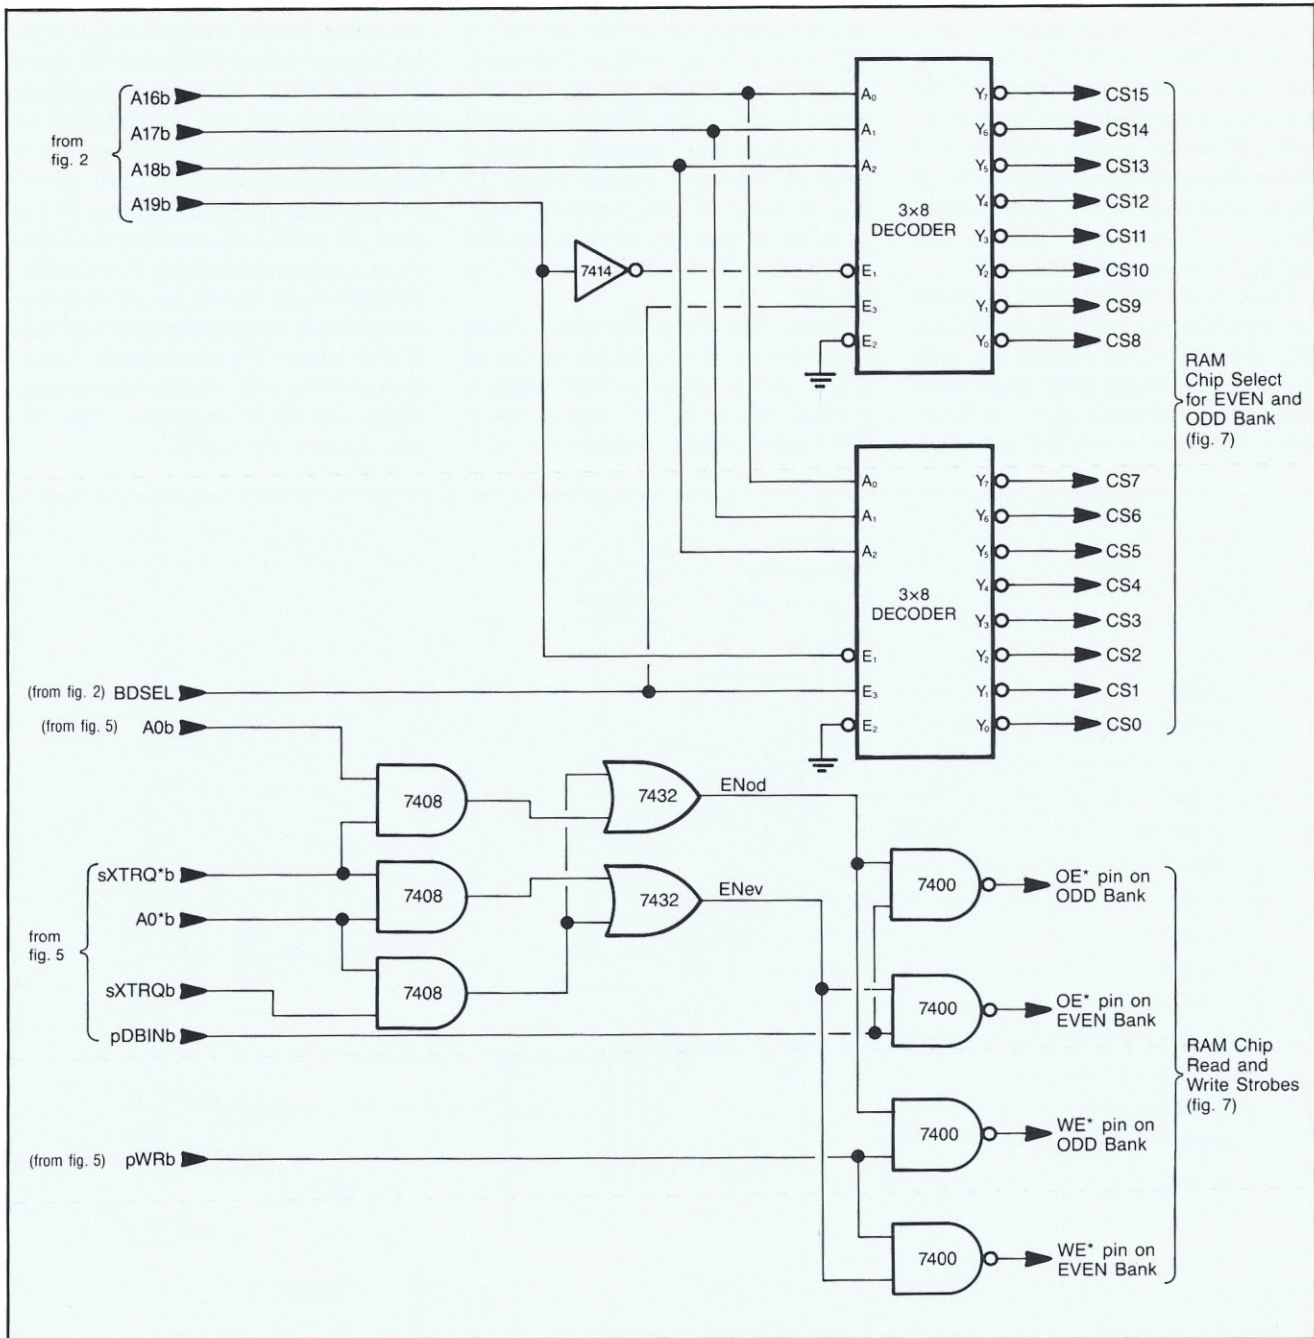 from
fig. 2
A16b
A17b
A18b
A19b
7414
A0
A1
A2
E1
E3
E2
3×8
DECODER
Y7
Y6
Y5
Y4
Y3
Y2
Y1
Y0
CS15
CS14
CS13
CS12
CS11
CS10
CS9
CS8
RAM
Chip Select
for EVEN and
ODD Bank
(fig. 7)
A0
A1
A2
E1
E3
E2
3×8
DECODER
Y7
Y6
Y5
Y4
Y3
Y2
Y1
Y0
CS7
CS6
CS5
CS4
CS3
CS2
CS1
CS0
(from fig. 2) BDSEL
(from fig. 5) A0b
from
fig. 5
sXTRQ*b
A0*b
sXTRQb
pDBINb
(from fig. 5) pWRb
7408
7408
7408
7432
7432
ENod
ENev
7400
7400
7400
7400
OE* pin on
ODD Bank
OE* pin on
EVEN Bank
WE* pin on
ODD Bank
WE* pin on
EVEN Bank
RAM Chip
Read and
Write Strobes
(fig. 7)